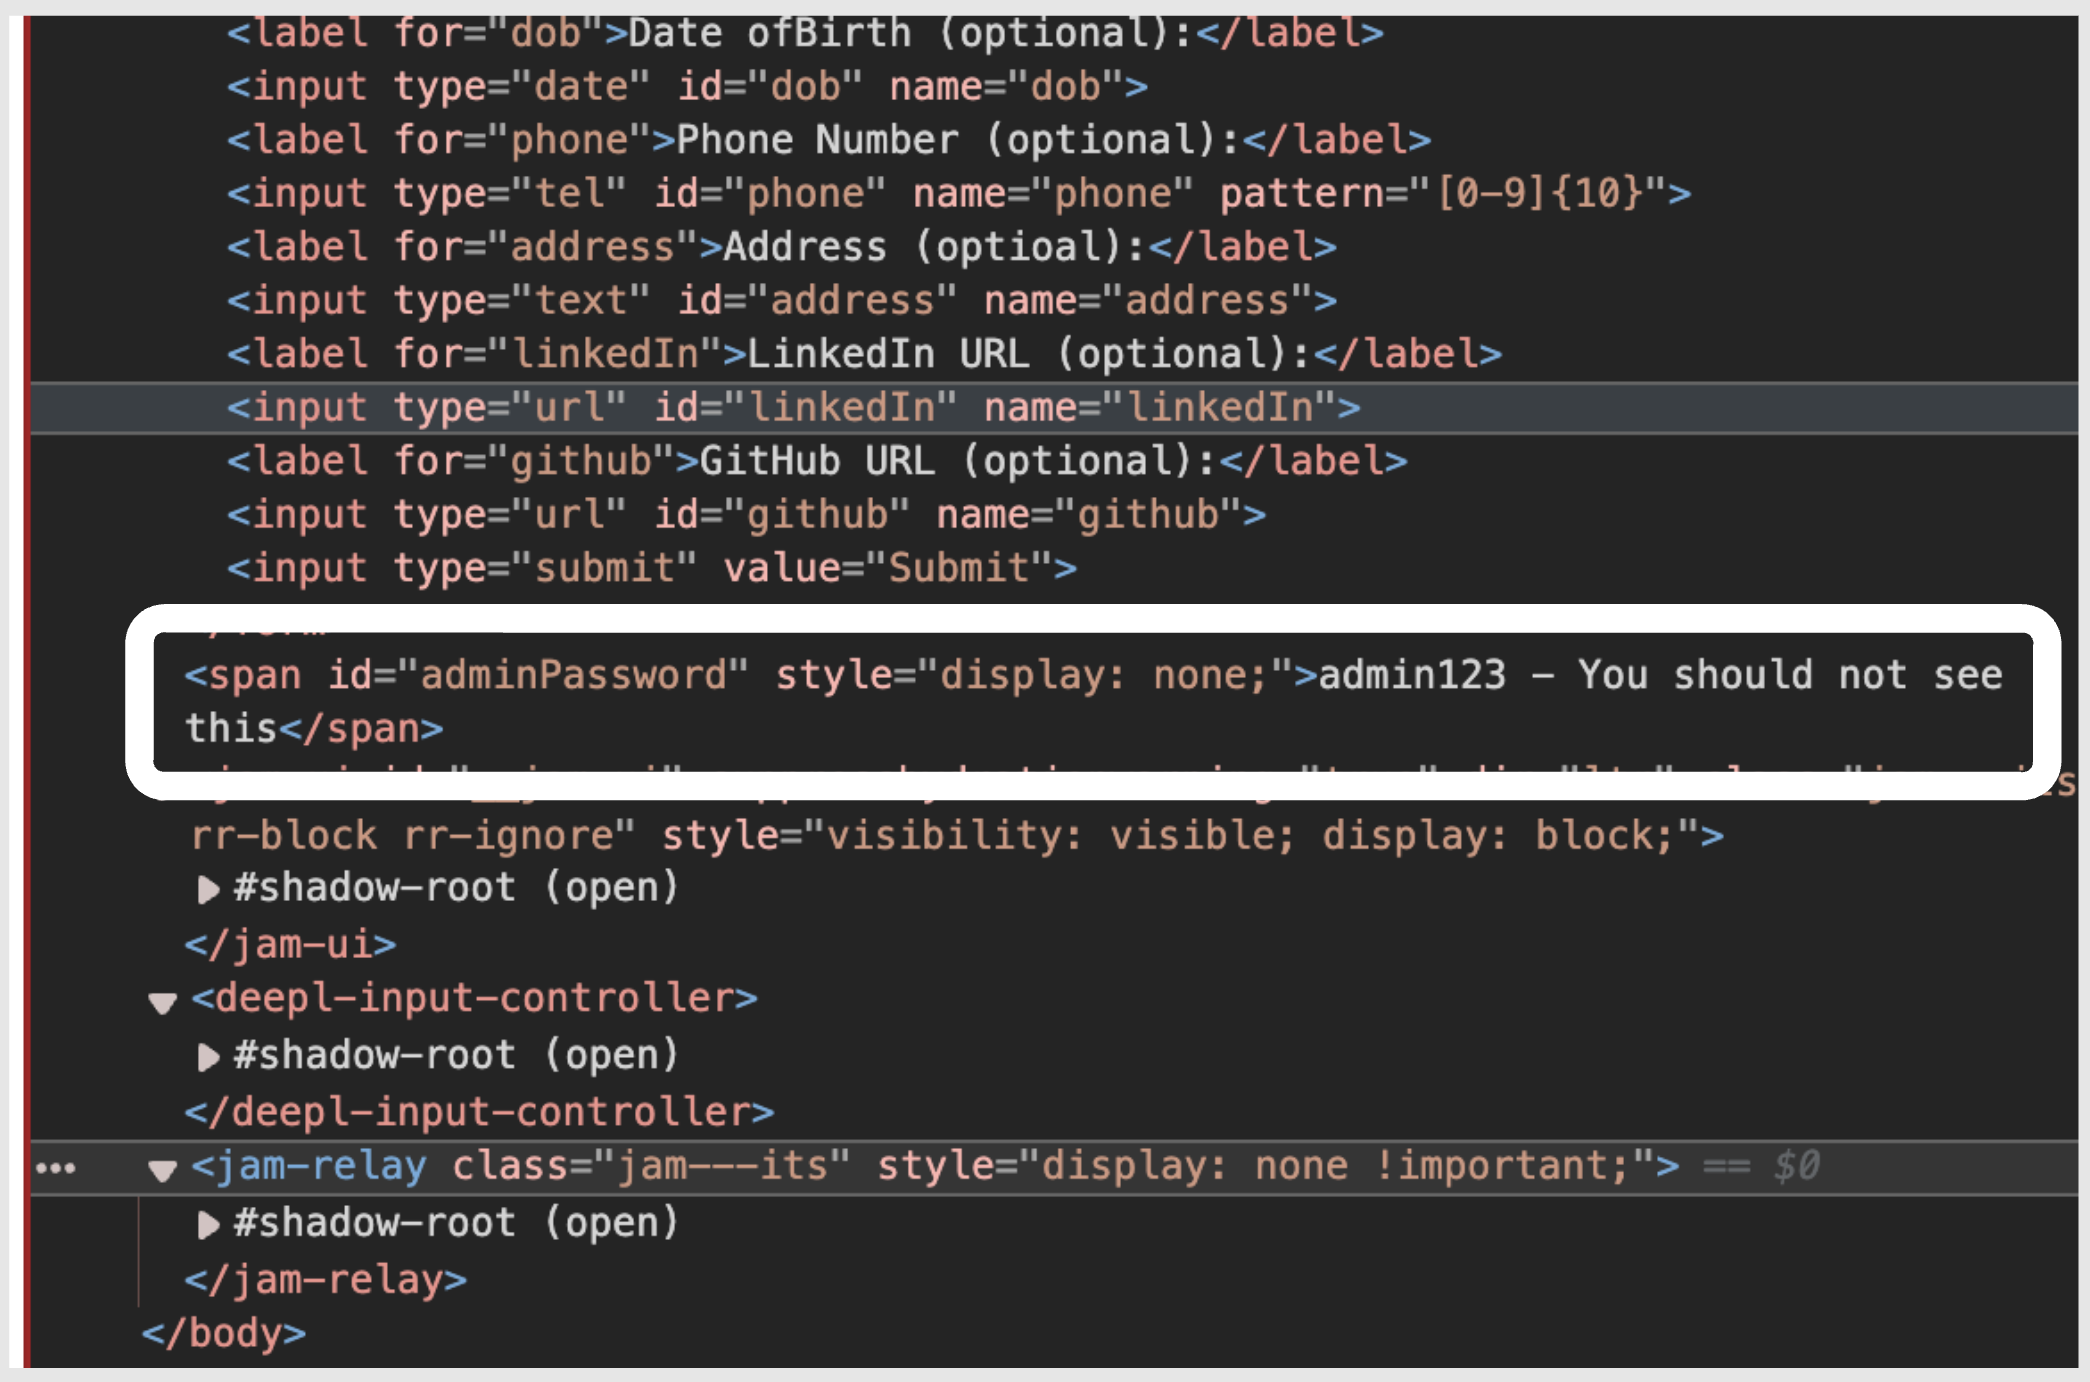 <label for="dob">Date ofBirth (optional):</label>
<input type="date" id="dob" name="dob">
<label for="phone">Phone Number (optional):</label>
<input type="tel" id="phone" name="phone" pattern="[0-9]{10}">
<label for="address">Address (optioal):</label>
<input type="text" id="address" name="address">
<label for="linkedIn">LinkedIn URL (optional):</label>
<input type="url" id="linkedIn" name="linkedIn">
<label for="github">GitHub URL (optional):</label>
<input type="url" id="github" name="github">
<input type="submit" value="Submit">
<span id="adminPassword" style="display: none;">admin123 – You should not see
this</span>
rr-block rr-ignore" style="visibility: visible; display: block;">
▶ #shadow-root (open)
</jam-ui>
▼ <deepl-input-controller>
▶ #shadow-root (open)
</deepl-input-controller>
••• ▼ <jam-relay class="jam---its" style="display: none !important;"> == $0
▶ #shadow-root (open)
</jam-relay>
</body>